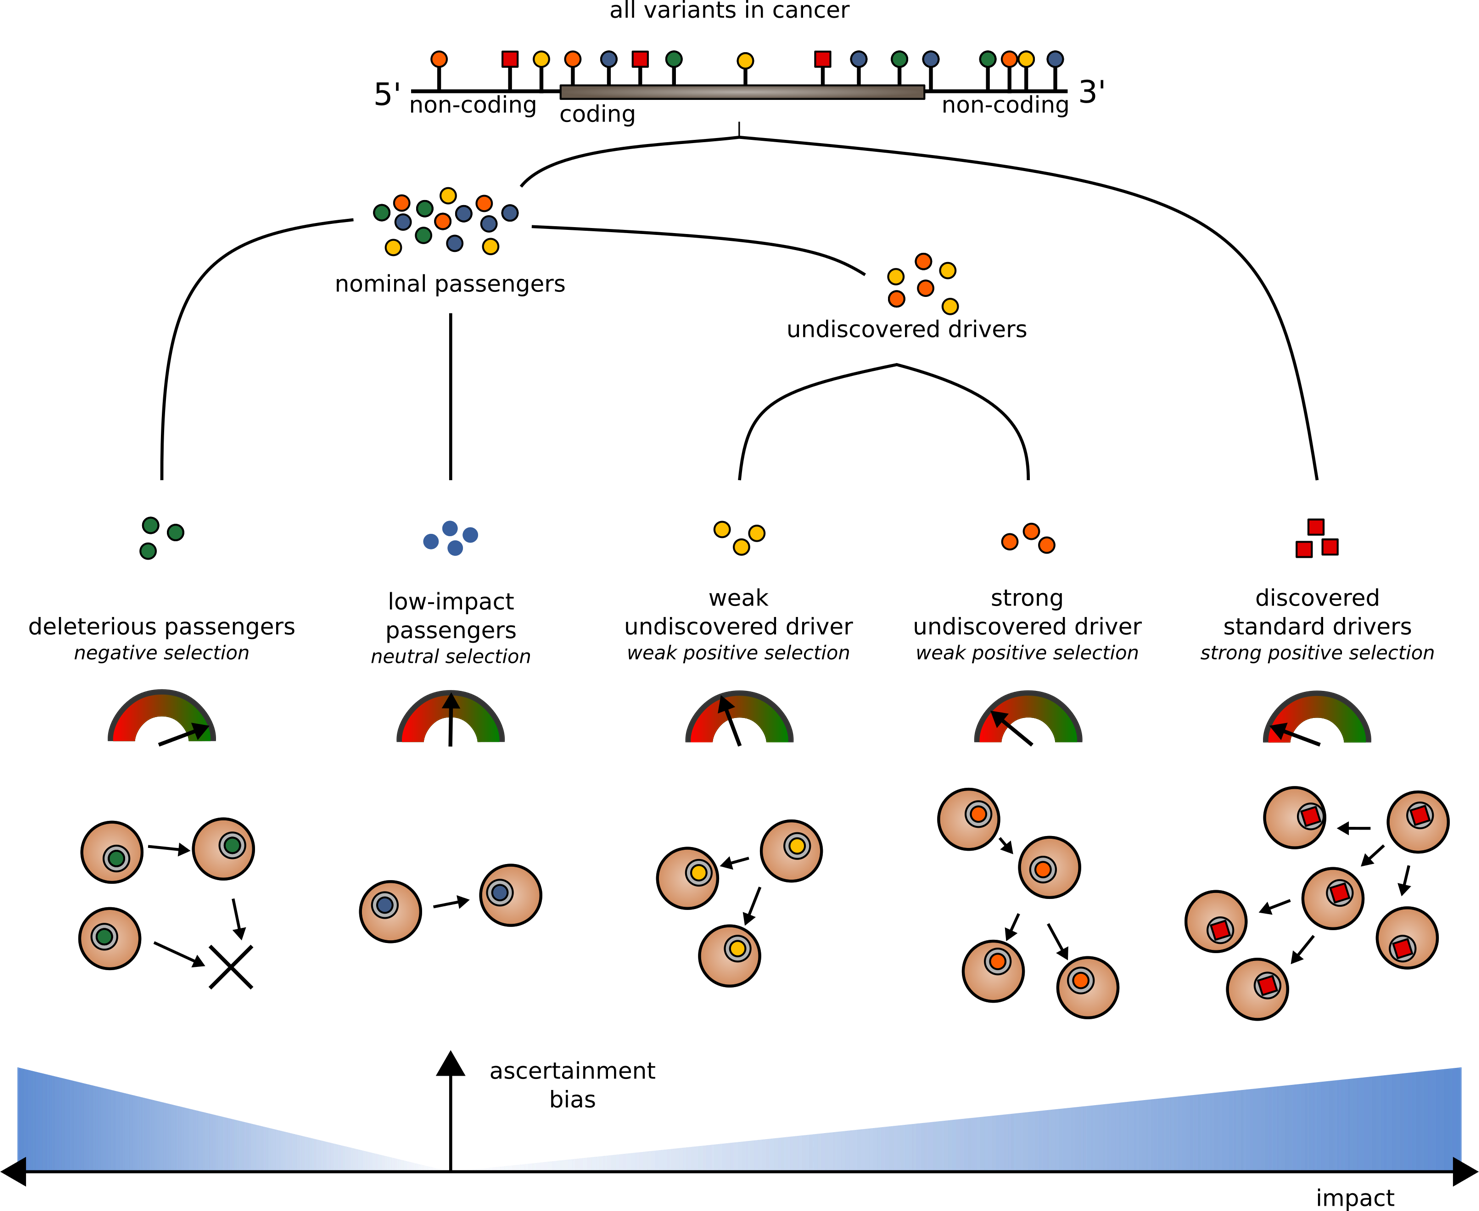 all variants in cancer
5'
3'
non-coding
non-coding
coding
nominal passengers
undiscovered drivers
deleterious passengers
negative selection
low-impact
passengers
neutral selection
weak
undiscovered driver
weak positive selection
strong
undiscovered driver
weak positive selection
discovered
standard drivers
strong positive selection
ascertainment
bias
impact